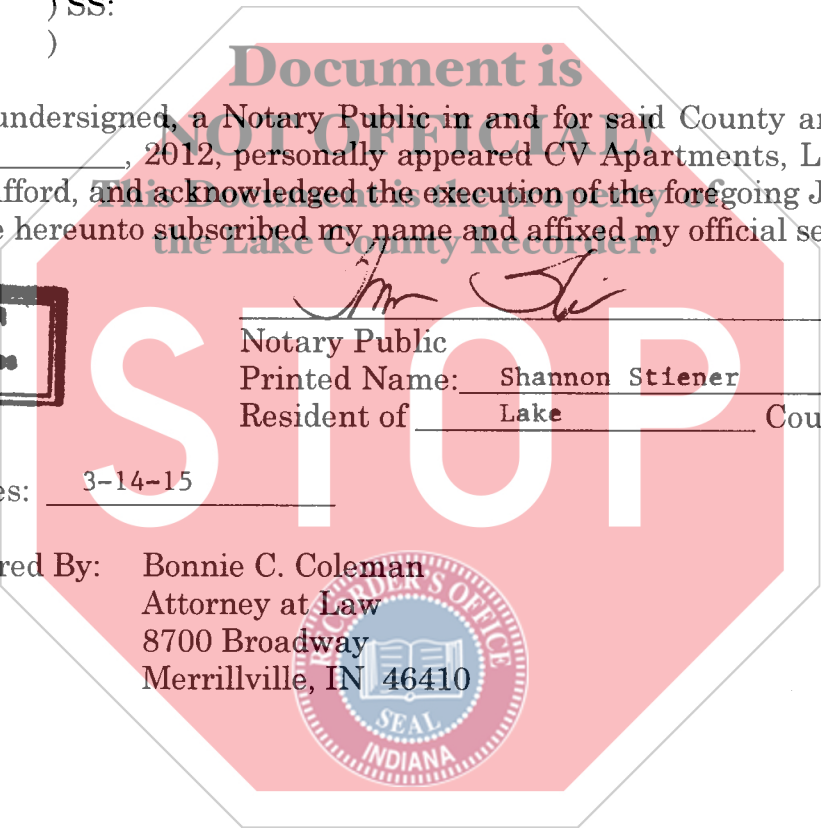 ) SS:
)
Document is
NOT OFFICIAL!
This Document is the property of
the Lake County Recorder!
undersigned, a Notary Public in and for said County
, 2012, personally appeared CV Apartments,
fford, and acknowledged the execution of the foregoing
hereunto subscribed my name and affixed my official
STOP
Notary Public
Printed Name: Shannon Stiener
Resident of Lake Cou
es: 3-14-15
red By: Bonnie C. Coleman
Attorney at Law
8700 Broadway
Merrillville, IN 46410
RECORDER'S OFFICE
SEAL
INDIANA